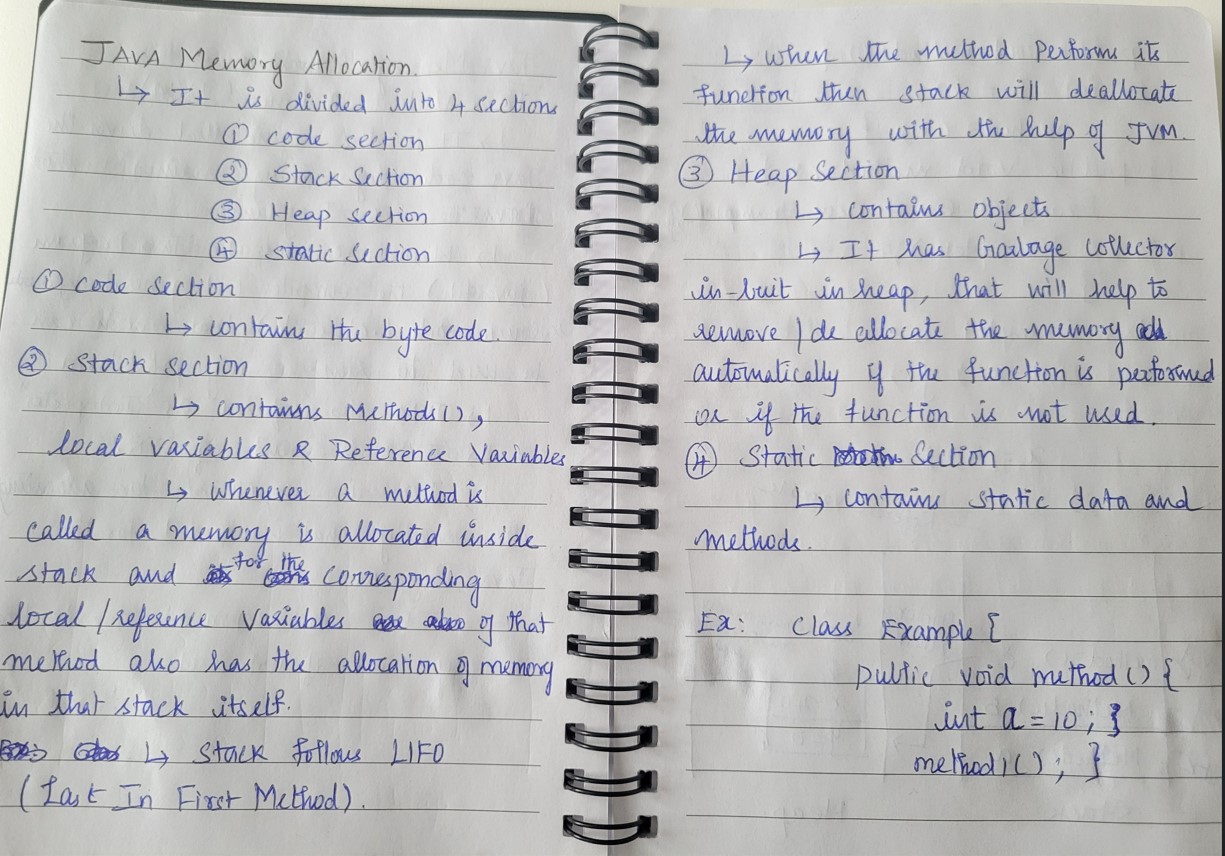 JAVA Memory Allocation.
↳ It is divided into 4 sections
① code section
② Stack Section
③ Heap section
④ static section
① code section
↳ contains the byte code.
② Stack section
↳ contains Methods(),
local variables & Reference Variables
↳ Whenever a method is
called a memory is allocated inside
stack and for the corresponding
local/reference variables of that
method also has the allocation of memory
in that stack itself.
↳ Stack follows LIFO
(Last In First Method).
↳ when the method performs its
function then stack will deallocate
the memory with the help of JVM.
③ Heap Section
↳ contains objects
↳ It has Garbage collector
in-buit in heap, that will help to
remove/de allocate the memory
automatically if the function is performed
or if the function is not used.
④ Static Section
↳ contains static data and
methods.
Ex: Class Example [
public void method() {
int a = 10; }
method1(); }